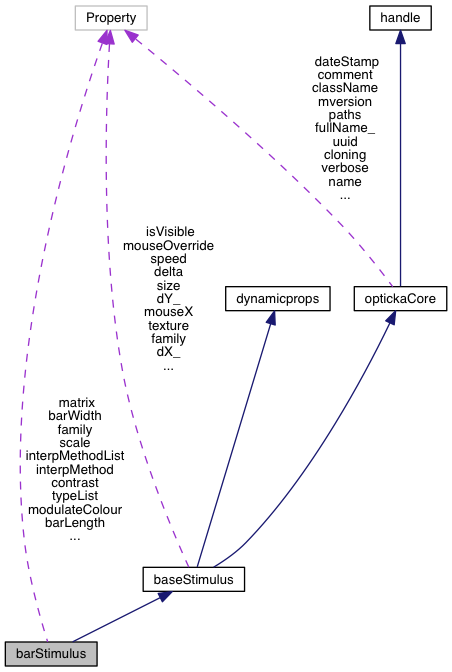 Property
handle
dateStamp
comment
className
mversion
paths
fullName_
uuid
cloning
verbose
name
...
isVisible
mouseOverride
speed
delta
size
dY_
mouseX
texture
family
dX_
...
dynamicprops
optickaCore
matrix
barWidth
family
scale
interpMethodList
interpMethod
contrast
typeList
modulateColour
barLength
...
baseStimulus
barStimulus